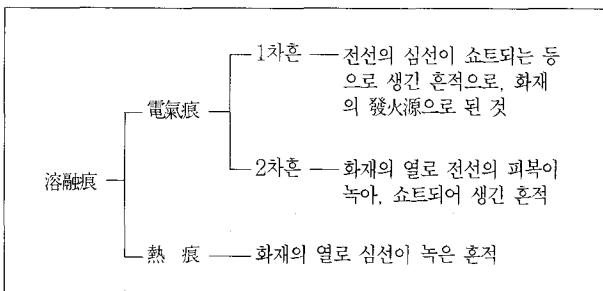 1차흔 전선의 심선이 쇼트되는 등
으로 생긴 흔적으로, 화재
의 發火源으로 된 것
電氣痕
2차흔 화재의 열로 전선의 피복이
녹아, 쇼트되어 생긴 흔적
溶融痕
熱 痕 화재의 열로 심선이 녹은 흔적